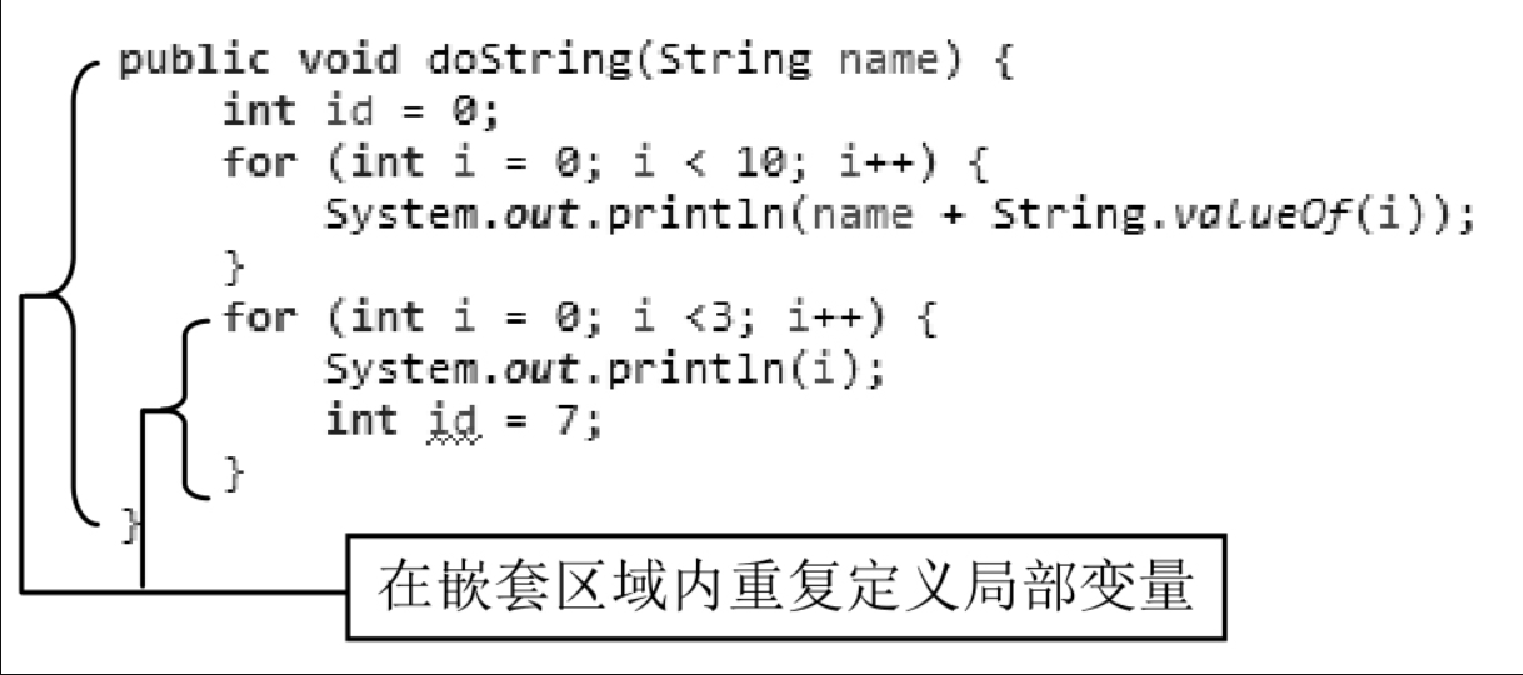 public void doString(String name) {
int id = 0;
for (int i = 0; i < 10; i++) {
System.out.println(name + String.valueOf(i));
}
for (int i = 0; i <3; i++) {
System.out.println(i);
int id = 7;
}
}
在嵌套区域内重复定义局部变量